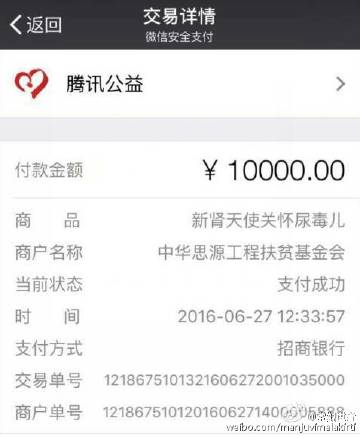 返回
交易详情
微信安全支付
腾讯公益
付款金额 ¥ 10000.00
商 品 新肾天使关怀尿毒儿
商户名称 中华思源工程扶贫基金会
当前状态 支付成功
时 间 2016-06-27 12:33:57
支付方式 招商银行
交易单号 1218675101321606272001035000
商户单号
weibo.com/manjuvfmalakfru